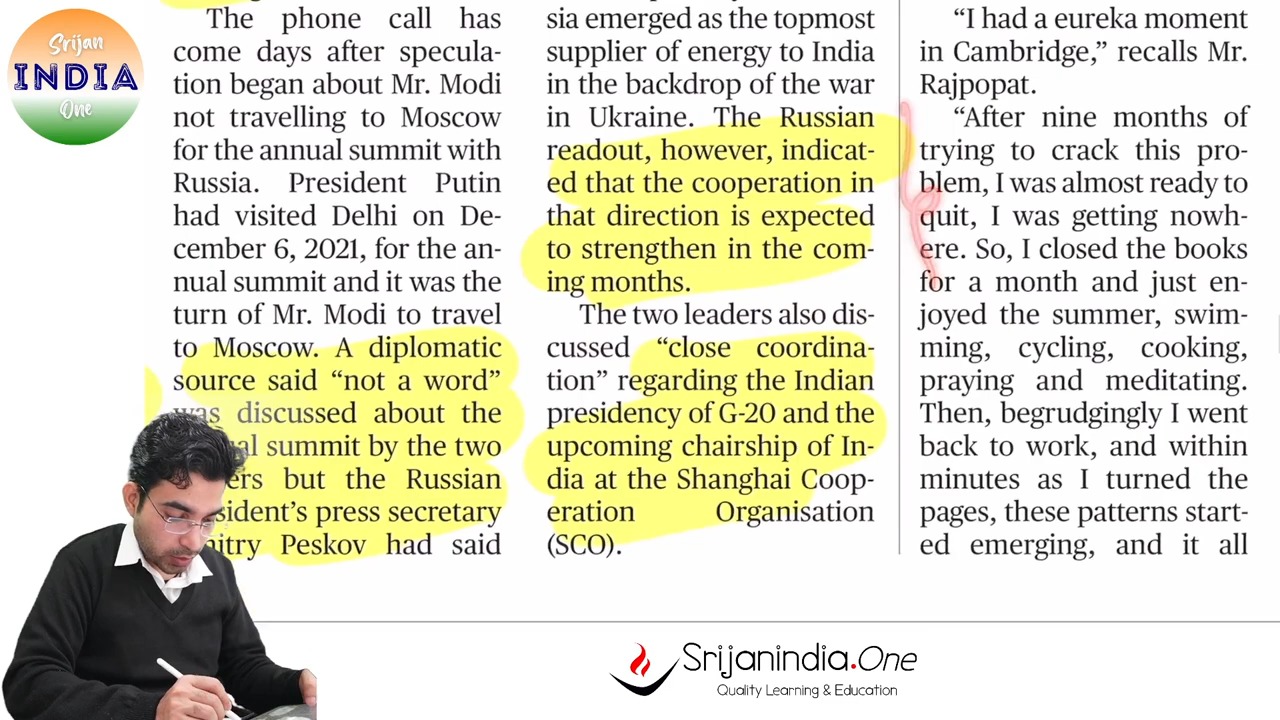 Srijan
INDIA
One
The phone call has
come days after specula-
tion began about Mr. Modi
not travelling to Moscow
for the annual summit with
Russia. President Putin
had visited Delhi on De-
cember 6, 2021, for the an-
nual summit and it was the
turn of Mr. Modi to travel
to Moscow. A diplomatic
source said “not a word”
was discussed about the
summit by the two
but the Russian
press secretary
Peskov had said
sia emerged as the topmost
supplier of energy to India
in the backdrop of the war
in Ukraine. The Russian
readout, however, indicat-
ed that the cooperation in
that direction is expected
to strengthen in the com-
ing months.
The two leaders also dis-
cussed “close coordina-
tion” regarding the Indian
presidency of G-20 and the
upcoming chairship of In-
dia at the Shanghai Coop-
eration Organisation
(SCO).
“I had a eureka moment
in Cambridge,” recalls Mr.
Rajpopat.
“After nine months of
trying to crack this pro-
blem, I was almost ready to
quit, I was getting nowh-
ere. So, I closed the books
for a month and just en-
joyed the summer, swim-
ming, cycling, cooking,
praying and meditating.
Then, begrudgingly I went
back to work, and within
minutes as I turned the
pages, these patterns start-
ed emerging, and it all
Srijanindia.One
Quality Learning & Education